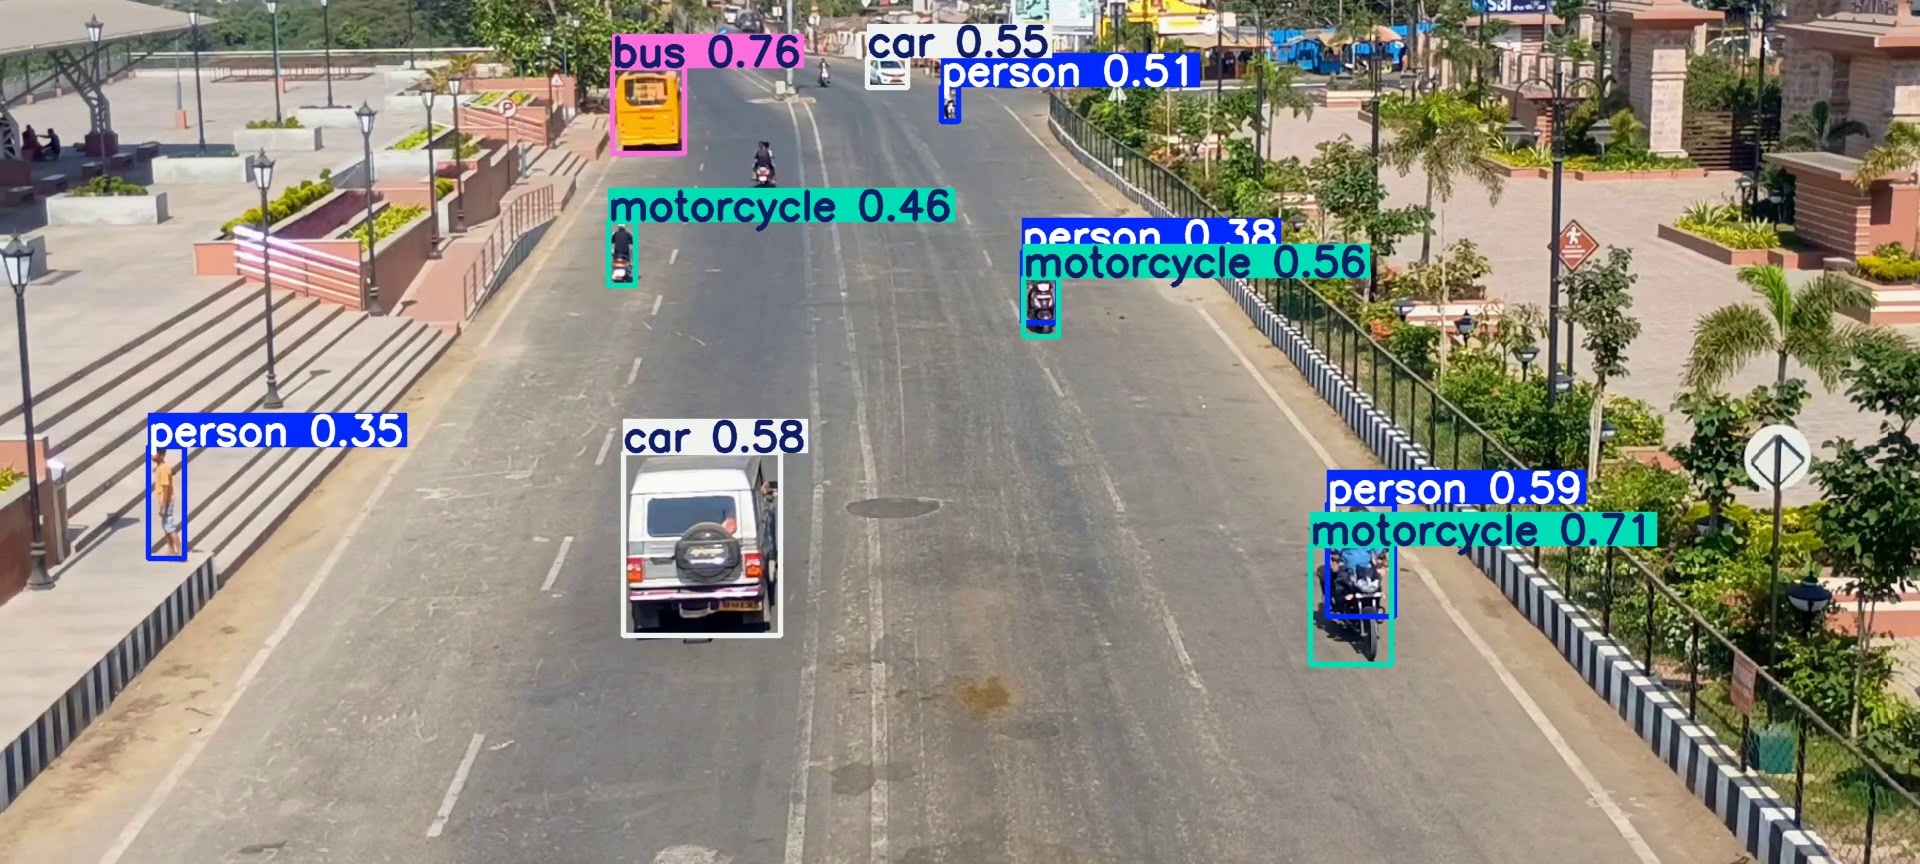 bus 0.76
car 0.55
person 0.51
SBI
motorcycle 0.46
person 0.38
motorcycle 0.56
person 0.35
car 0.58
person 0.59
motorcycle 0.71